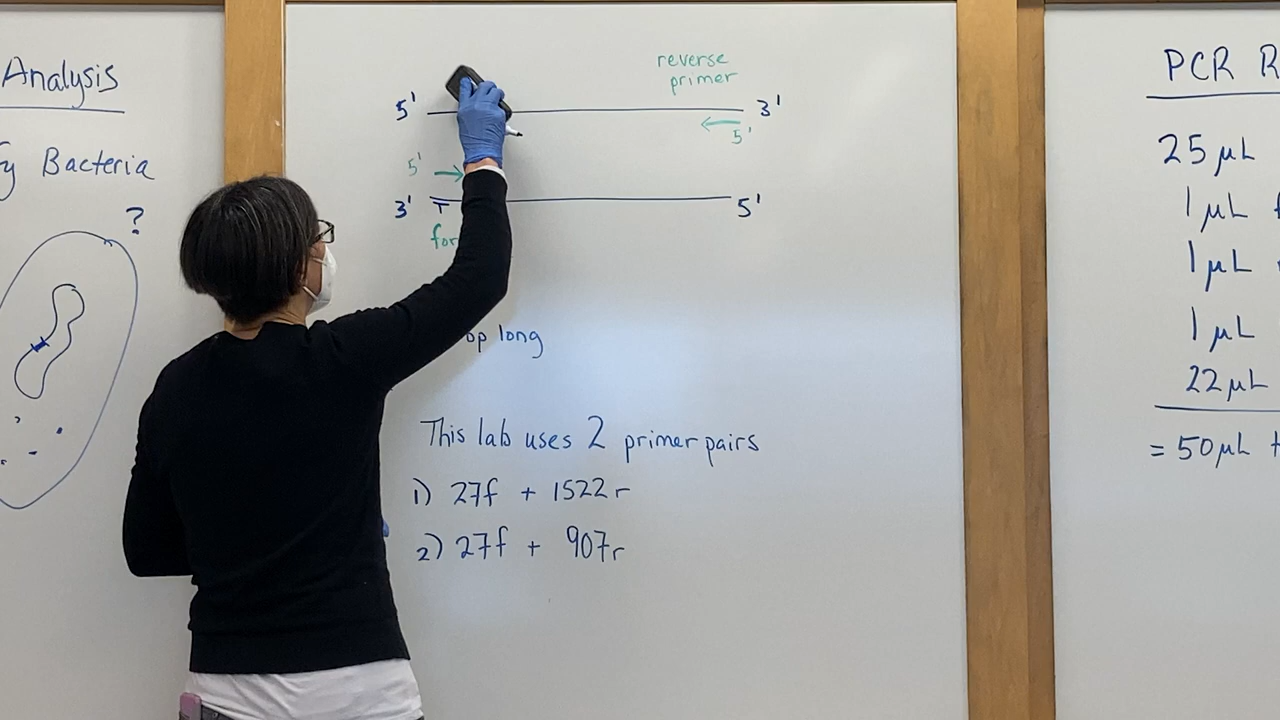 Analysis
Bacteria
?
reverse
primer
5' 3'
5'
5'
3' T 5'
for
op long
This lab uses 2 primer pairs
1) 27f + 1522r
2) 27f + 907r
PCR R
25 µL
1 µL f
1 µL
1 µL
22 µL
= 50 µL t